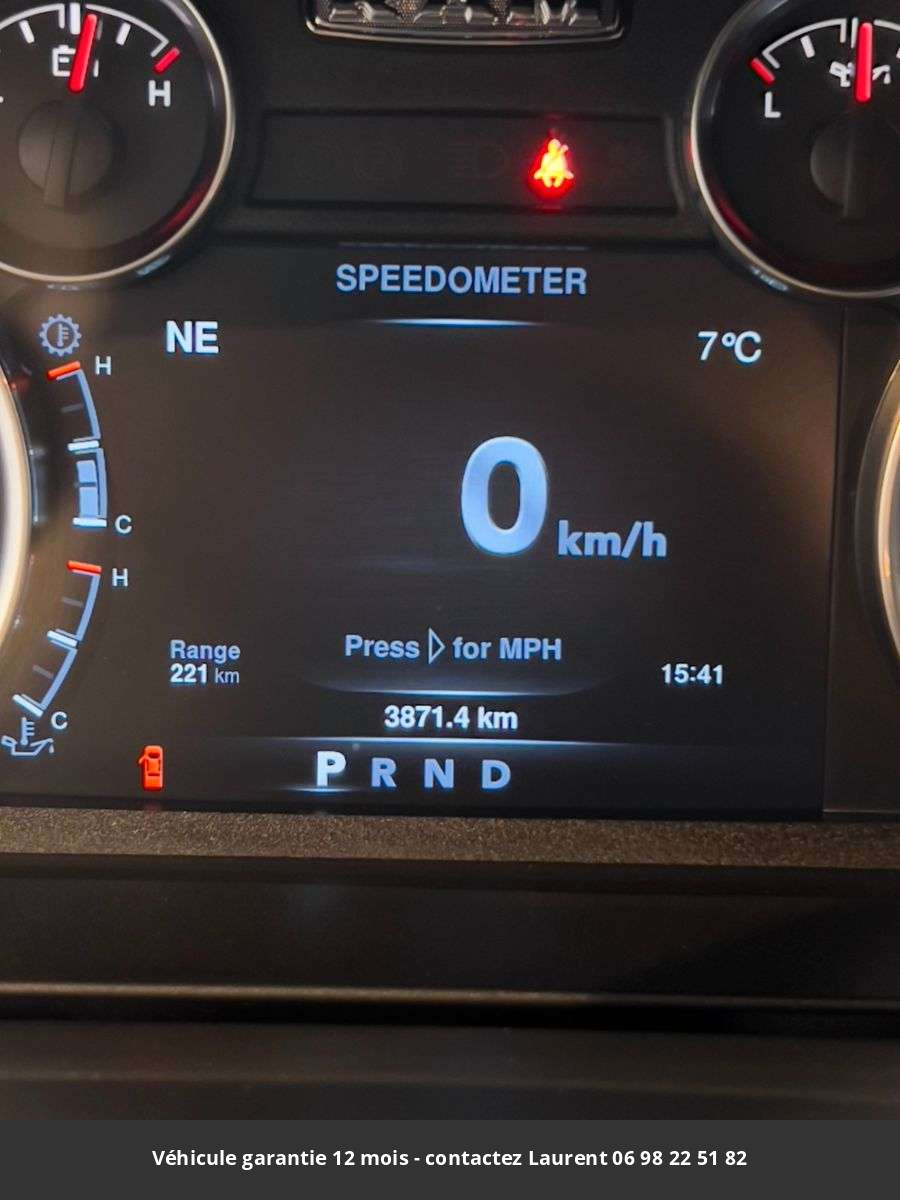 H
L
SPEEDOMETER
NE
7°C
H
0 km/h
C
H
Press ▷ for MPH
Range
221 km
15:41
C
3871.4 km
P R N D
Véhicule garantie 12 mois - contactez Laurent 06 98 22 51 82